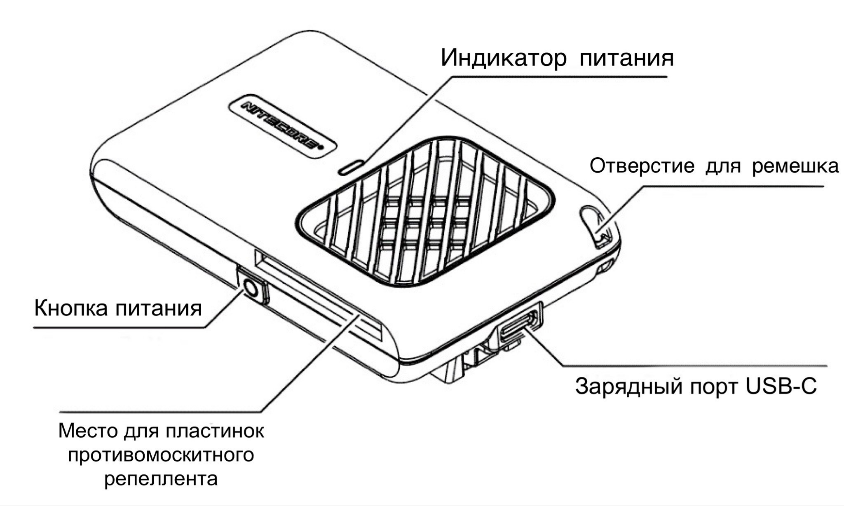 Индикатор питания
NITECORE®
Отверстие для ремешка
Кнопка питания
Зарядный порт USB-C
Место для пластинок
противомоскитного
репеллента